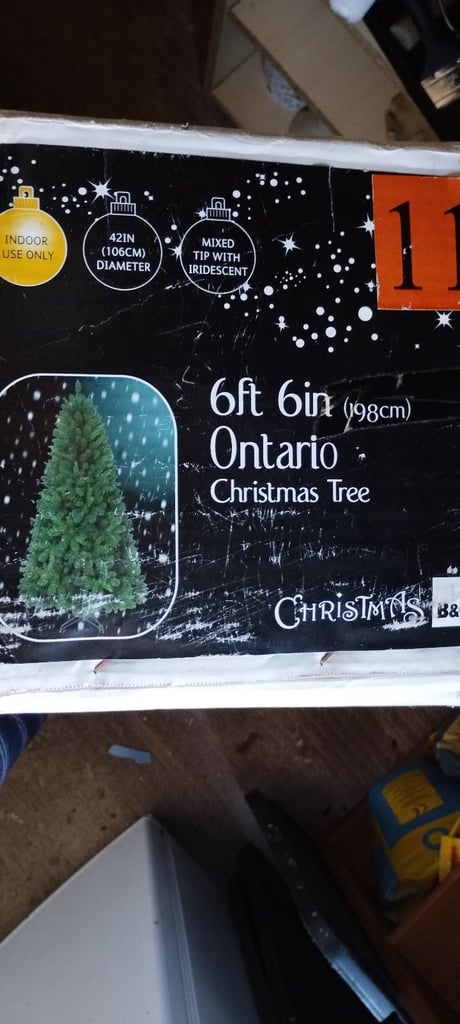 INDOOR
USE ONLY
42IN
(106CM)
DIAMETER
MIXED
TIP WITH
IRIDESCENT
11
6ft 6in (198cm)
Ontario
Christmas Tree
CHRISTMAS
B&